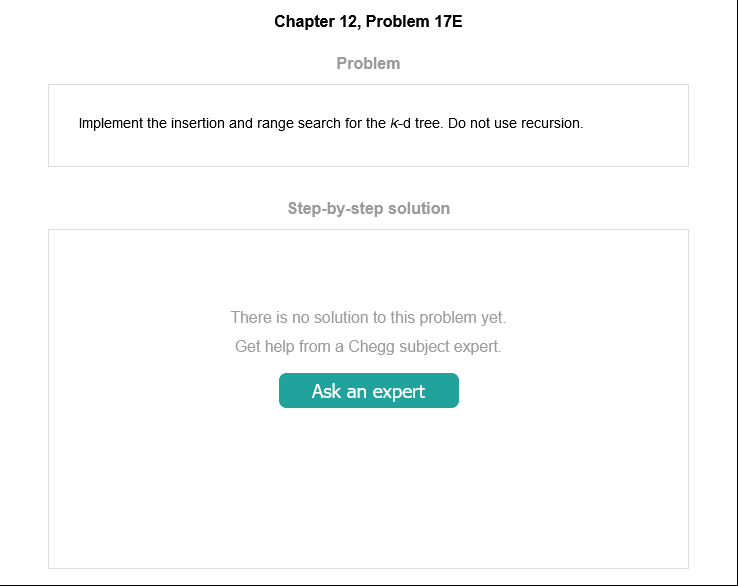 Chapter 12, Problem 17E
Problem
Implement the insertion and range search for the k-d tree. Do not use recursion.
Step-by-step solution
There is no solution to this problem yet.
Get help from a Chegg subject expert.
Ask an expert